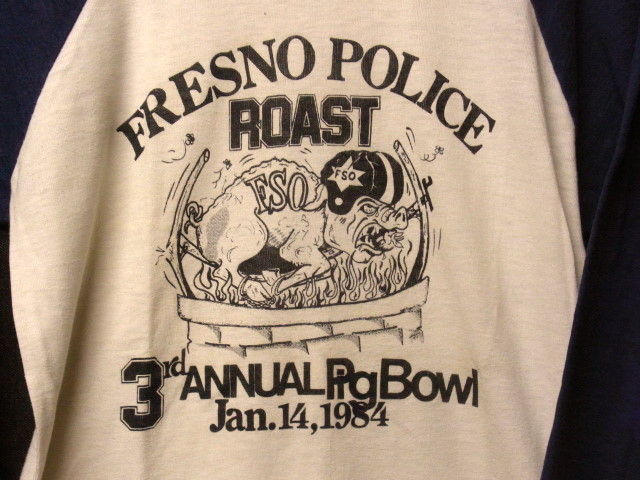 FRESNO POLICE
ROAST
FSO
FSO
3rd ANNUAL Pig Bowl
Jan. 14, 1984